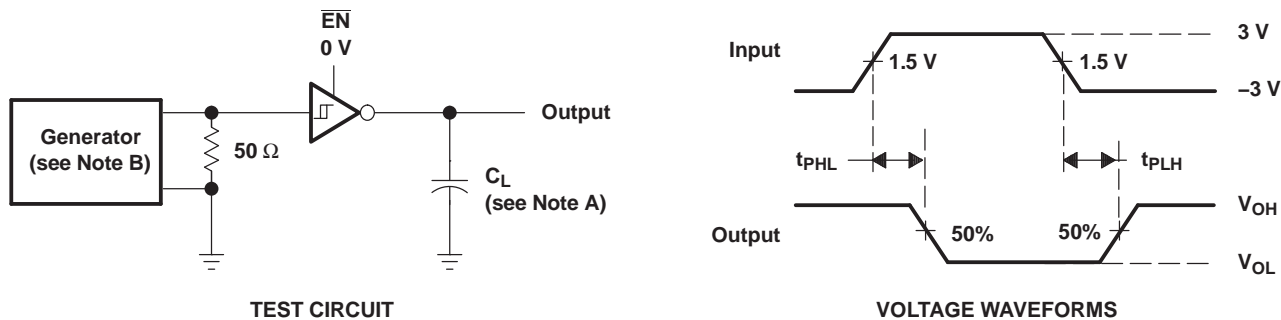 EN
0 V
Generator
(see Note B)
50 Ω
Output
CL
(see Note A)
TEST CIRCUIT
Input
3 V
1.5 V
1.5 V
–3 V
tPHL
tPLH
Output
50%
50%
VOH
VOL
VOLTAGE WAVEFORMS